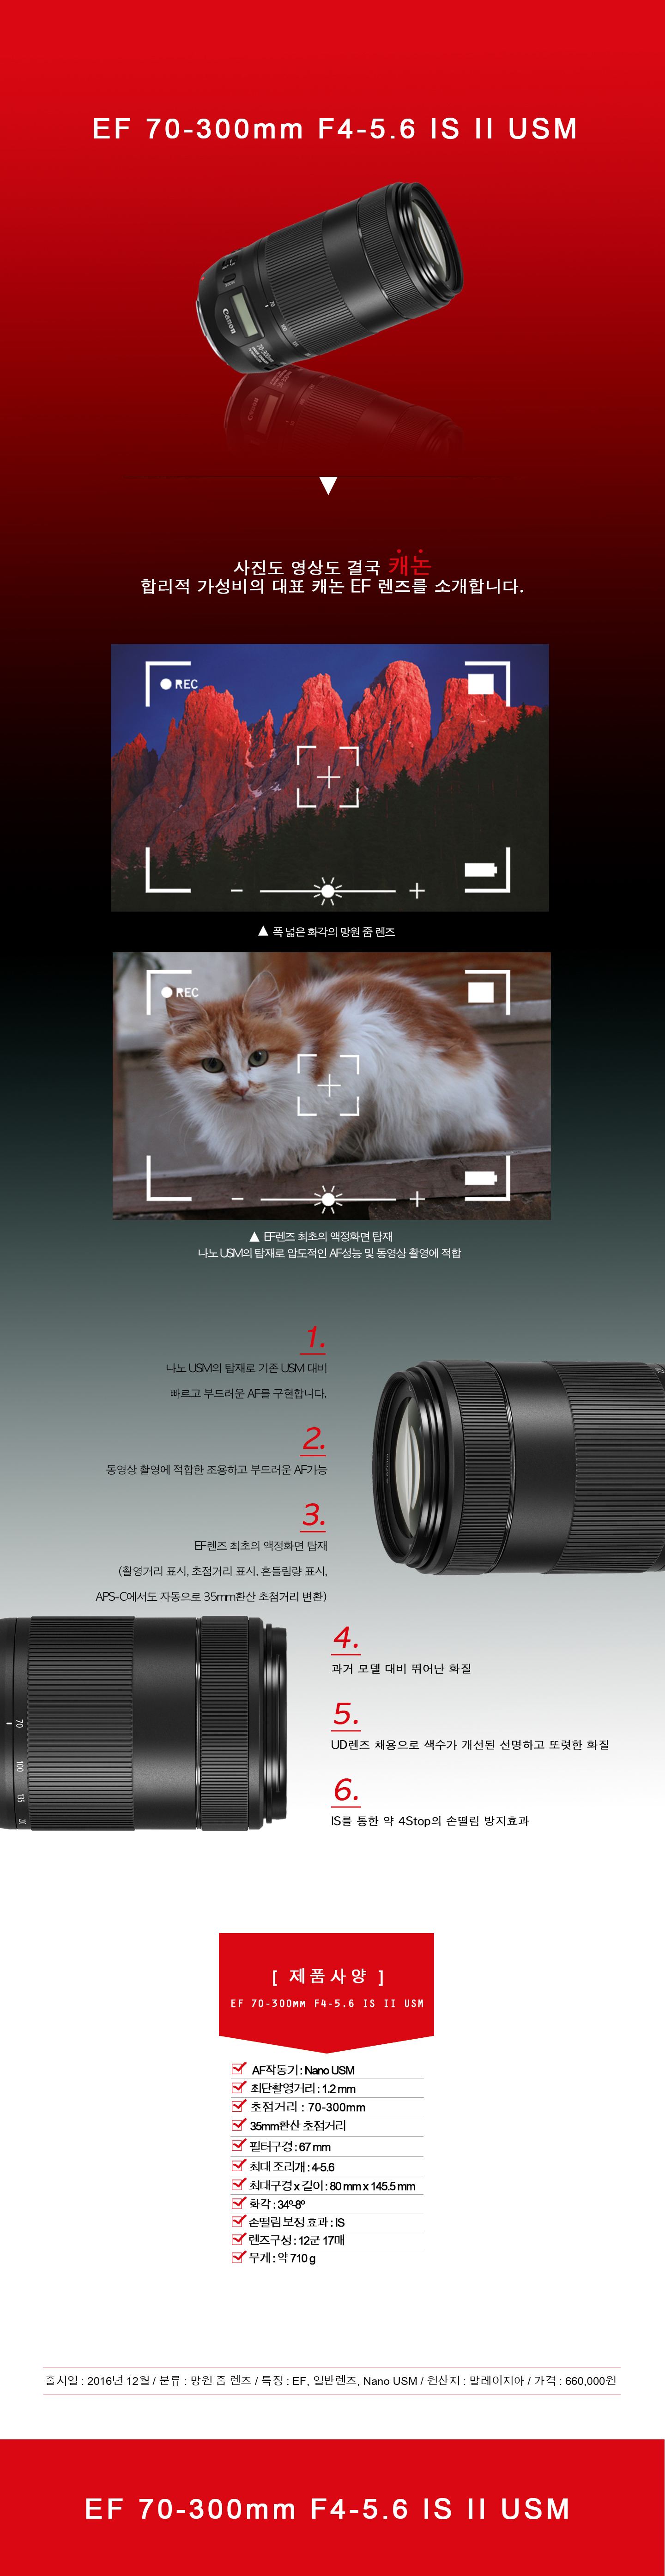 EF 70-300mm F4-5.6 IS II USM
Canon
70
100
사진도 영상도 결국 캐논
합리적 가성비의 대표 캐논 EF 렌즈를 소개합니다.
REC
▲ 폭 넓은 화각의 망원 줌 렌즈
REC
▲ EF렌즈 최초의 액정화면 탑재
나노 USM의 탑재로 압도적인 AF성능 및 동영상 촬영에 적합
1.
나노 USM의 탑재로 기존 USM 대비
빠르고 부드러운 AF를 구현합니다.
2.
동영상 촬영에 적합한 조용하고 부드러운 AF가능
3.
EF렌즈 최초의 액정화면 탑재
(촬영거리 표시, 초점거리 표시, 흔들림량 표시,
APS-C에서도 자동으로 35mm환산 초첨거리 변환)
70
100
135
4.
과거 모델 대비 뛰어난 화질
5.
UD렌즈 채용으로 색수가 개선된 선명하고 또렷한 화질
6.
IS를 통한 약 4Stop의 손떨림 방지효과
[ 제품사양 ]
EF 70-300MM F4-5.6 IS II USM
AF작동기 : Nano USM
최단촬영거리 : 1.2 mm
초점거리 : 70-300mm
35mm환산 초점거리
필터구경 : 67 mm
최대 조리개 : 4-5.6
최대구경 x 길이 : 80 mm x 145.5 mm
화각 : 34º-8º
손떨림 보정 효과 : IS
렌즈구성 : 12군 17매
무게 : 약 710 g
출시일 : 2016년 12월 / 분류 : 망원 줌 렌즈 / 특징 : EF, 일반렌즈, Nano USM / 원산지 : 말레이지아 / 가격 : 660,000원
EF 70-300mm F4-5.6 IS II USM